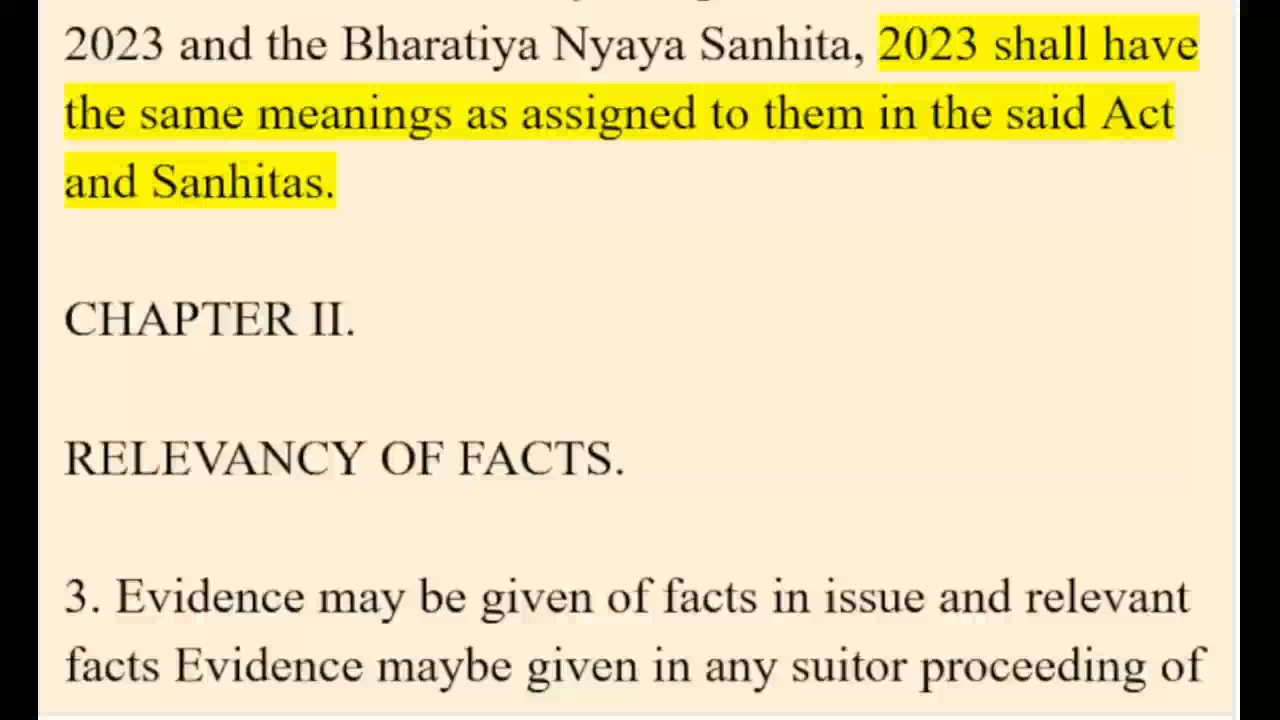 2023 and the Bharatiya Nyaya Sanhita, 2023 shall have
the same meanings as assigned to them in the said Act
and Sanhitas.
CHAPTER II.
RELEVANCY OF FACTS.
3. Evidence may be given of facts in issue and relevant
facts Evidence maybe given in any suitor proceeding of